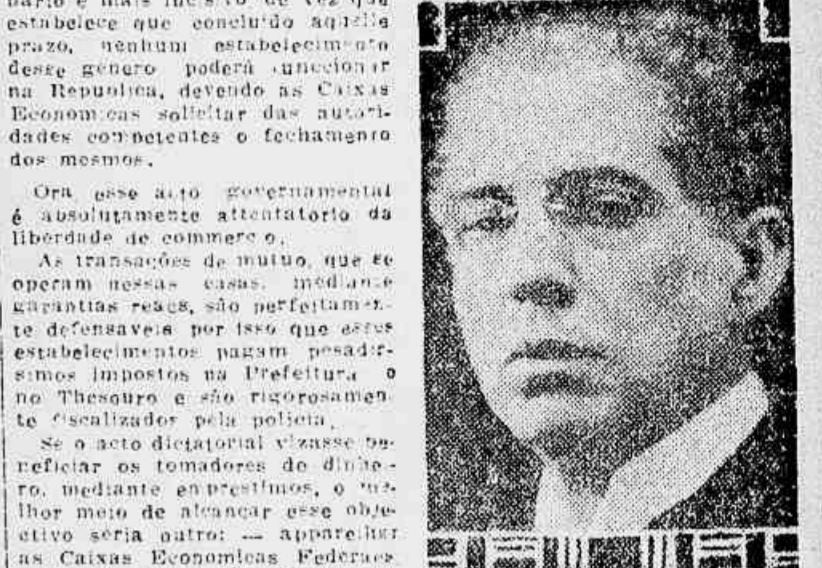 estabelece que concluido aquelle
prazo, nenhum estabelecimento
desse genero poderá funccionar
na Republica, devendo as Caixas
Economicas solicitar das autori-
dades competentes o fechamento
dos mesmos.
Ora esse acto governamental
é absolutamente attentatorio da
liberdade de commercio.
As transações de mutuo, que se
operam nessas casas, mediante
garantias reaes, são perfeitamen-
te defensaveis por isso que esses
estabelecimentos pagam pesadis-
simos impostos na Prefeitura e
no Thesouro e são rigorosamen-
te fiscalizador pela policia.
Se o acto dictatorial vizasse be-
neficiar os tomadores de dinhei-
ro, mediante emprestimos, o me-
lhor meio de alcançar esse obje-
ctivo seria outro: — apparelhar
as Caixas Economicas Federaes